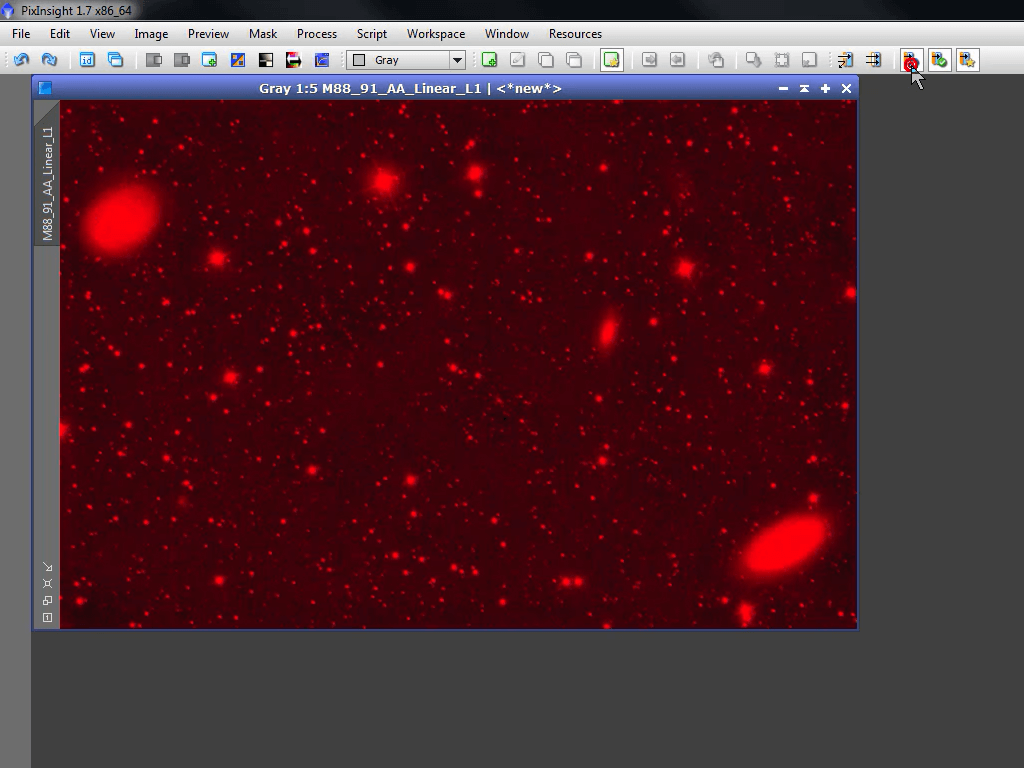 PixInsight 1.7 x86_64
File Edit View Image Preview Mask Process Script Workspace Window Resources
id Gray
Gray 1:5 M88_91_AA_Linear_L1 | <*new*>
M88_91_AA_Linear_L1